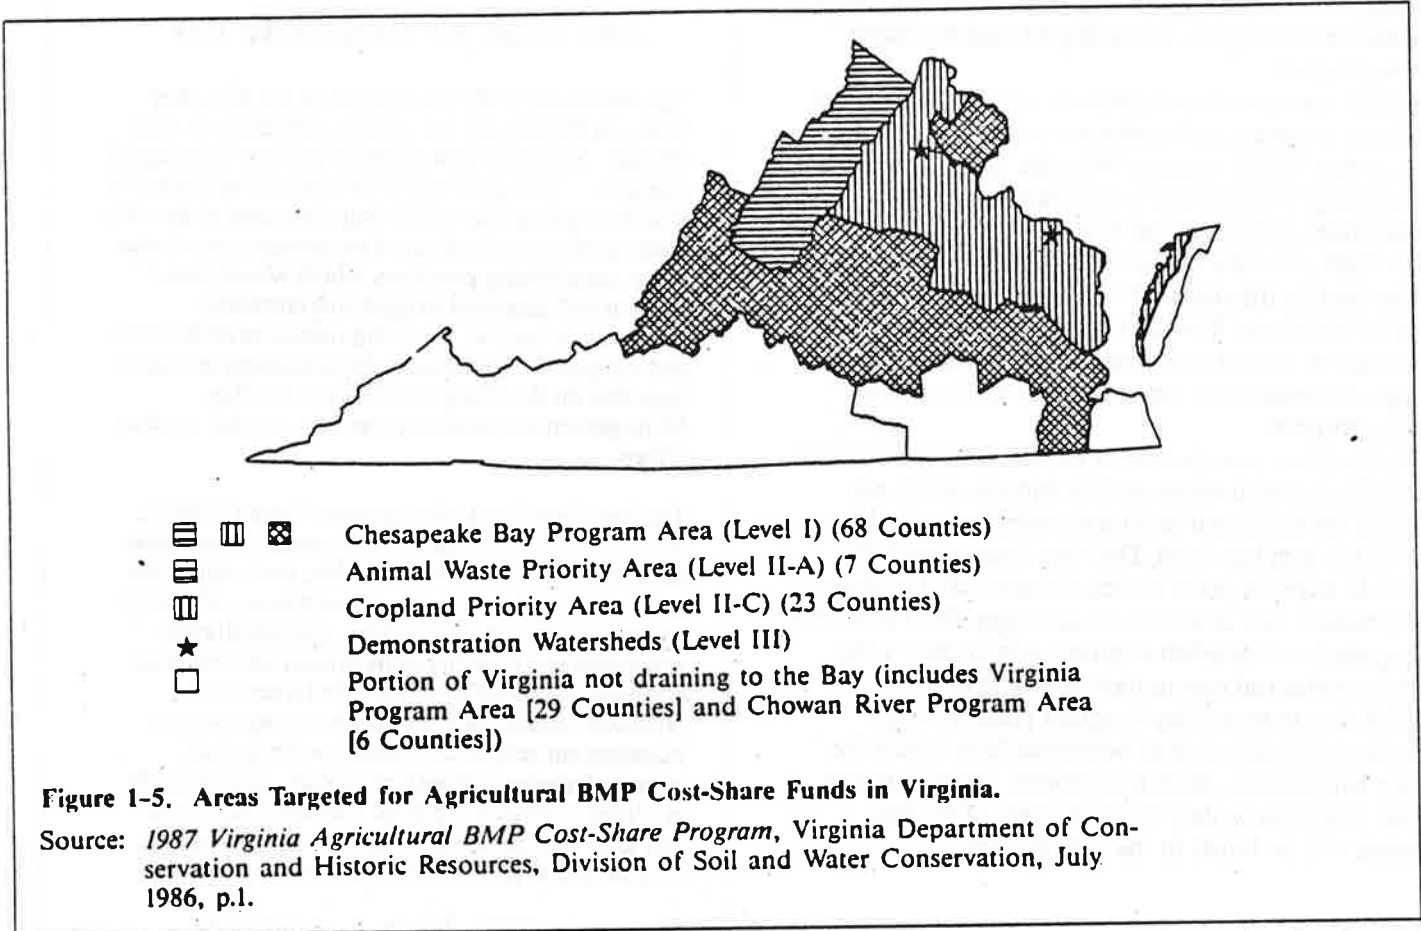 Chesapeake Bay Program Area (Level I) (68 Counties)
Animal Waste Priority Area (Level II-A) (7 Counties)
Cropland Priority Area (Level II-C) (23 Counties)
Demonstration Watersheds (Level III)
Portion of Virginia not draining to the Bay (includes Virginia
Program Area [29 Counties] and Chowan River Program Area
[6 Counties])
Figure 1-5. Areas Targeted for Agricultural BMP Cost-Share Funds in Virginia.
Source: 1987 Virginia Agricultural BMP Cost-Share Program, Virginia Department of Con-
servation and Historic Resources, Division of Soil and Water Conservation, July
1986, p.1.